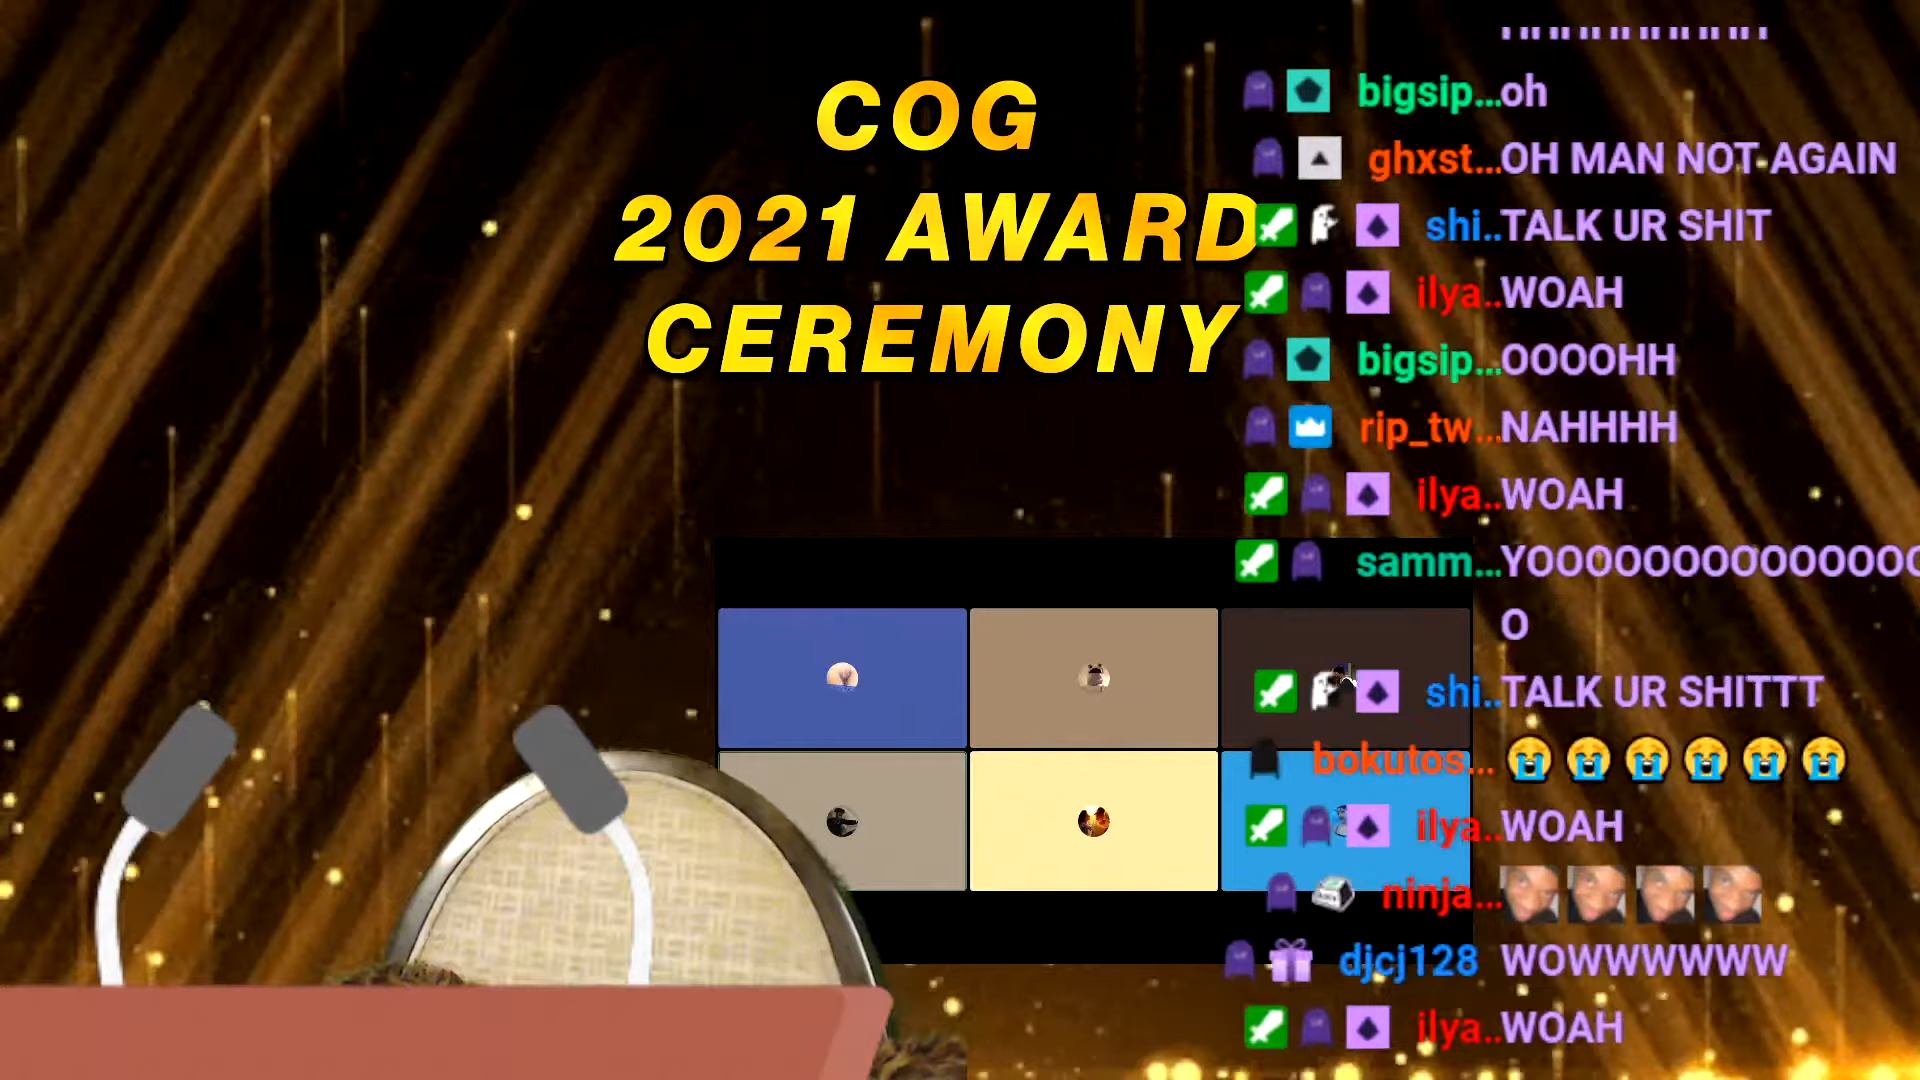 COG
2021 AWARD
CEREMONY
bigsip...oh
ghxst...OH MAN NOT AGAIN
shi..TALK UR SHIT
ilya..WOAH
bigsip...OOOOHH
rip_tw...NAHHHH
ilya..WOAH
samm...YOOOOOOOOOOOOOOO
O
shi..TALK UR SHITTT
bokutos...😭😭😭😭😭😭
ilya..WOAH
ninja...
djcj128 WOWWWWWW
ilya..WOAH